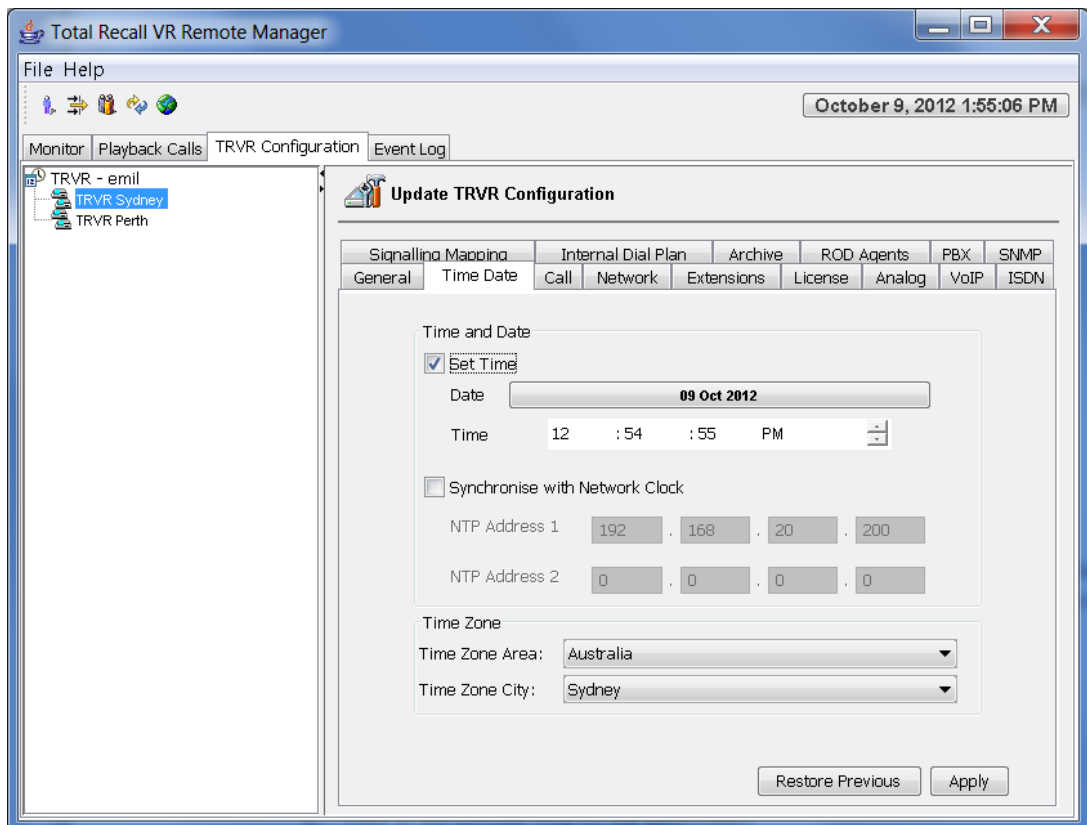 Total Recall VR Remote Manager
File Help
October 9, 2012 1:55:06 PM
Monitor Playback Calls TRVR Configuration Event Log
TRVR - emil
TRVR Sydney
TRVR Perth
Update TRVR Configuration
Signalling Mapping Internal Dial Plan Archive ROD Agents PBX SNMP
General Time Date Call Network Extensions License Analog VoIP ISDN
Time and Date
Set Time
Date 09 Oct 2012
Time 12 : 54 : 55 PM
Synchronise with Network Clock
NTP Address 1 192 . 168 . 20 . 200
NTP Address 2 0 . 0 . 0 . 0
Time Zone
Time Zone Area: Australia
Time Zone City: Sydney
Restore Previous Apply